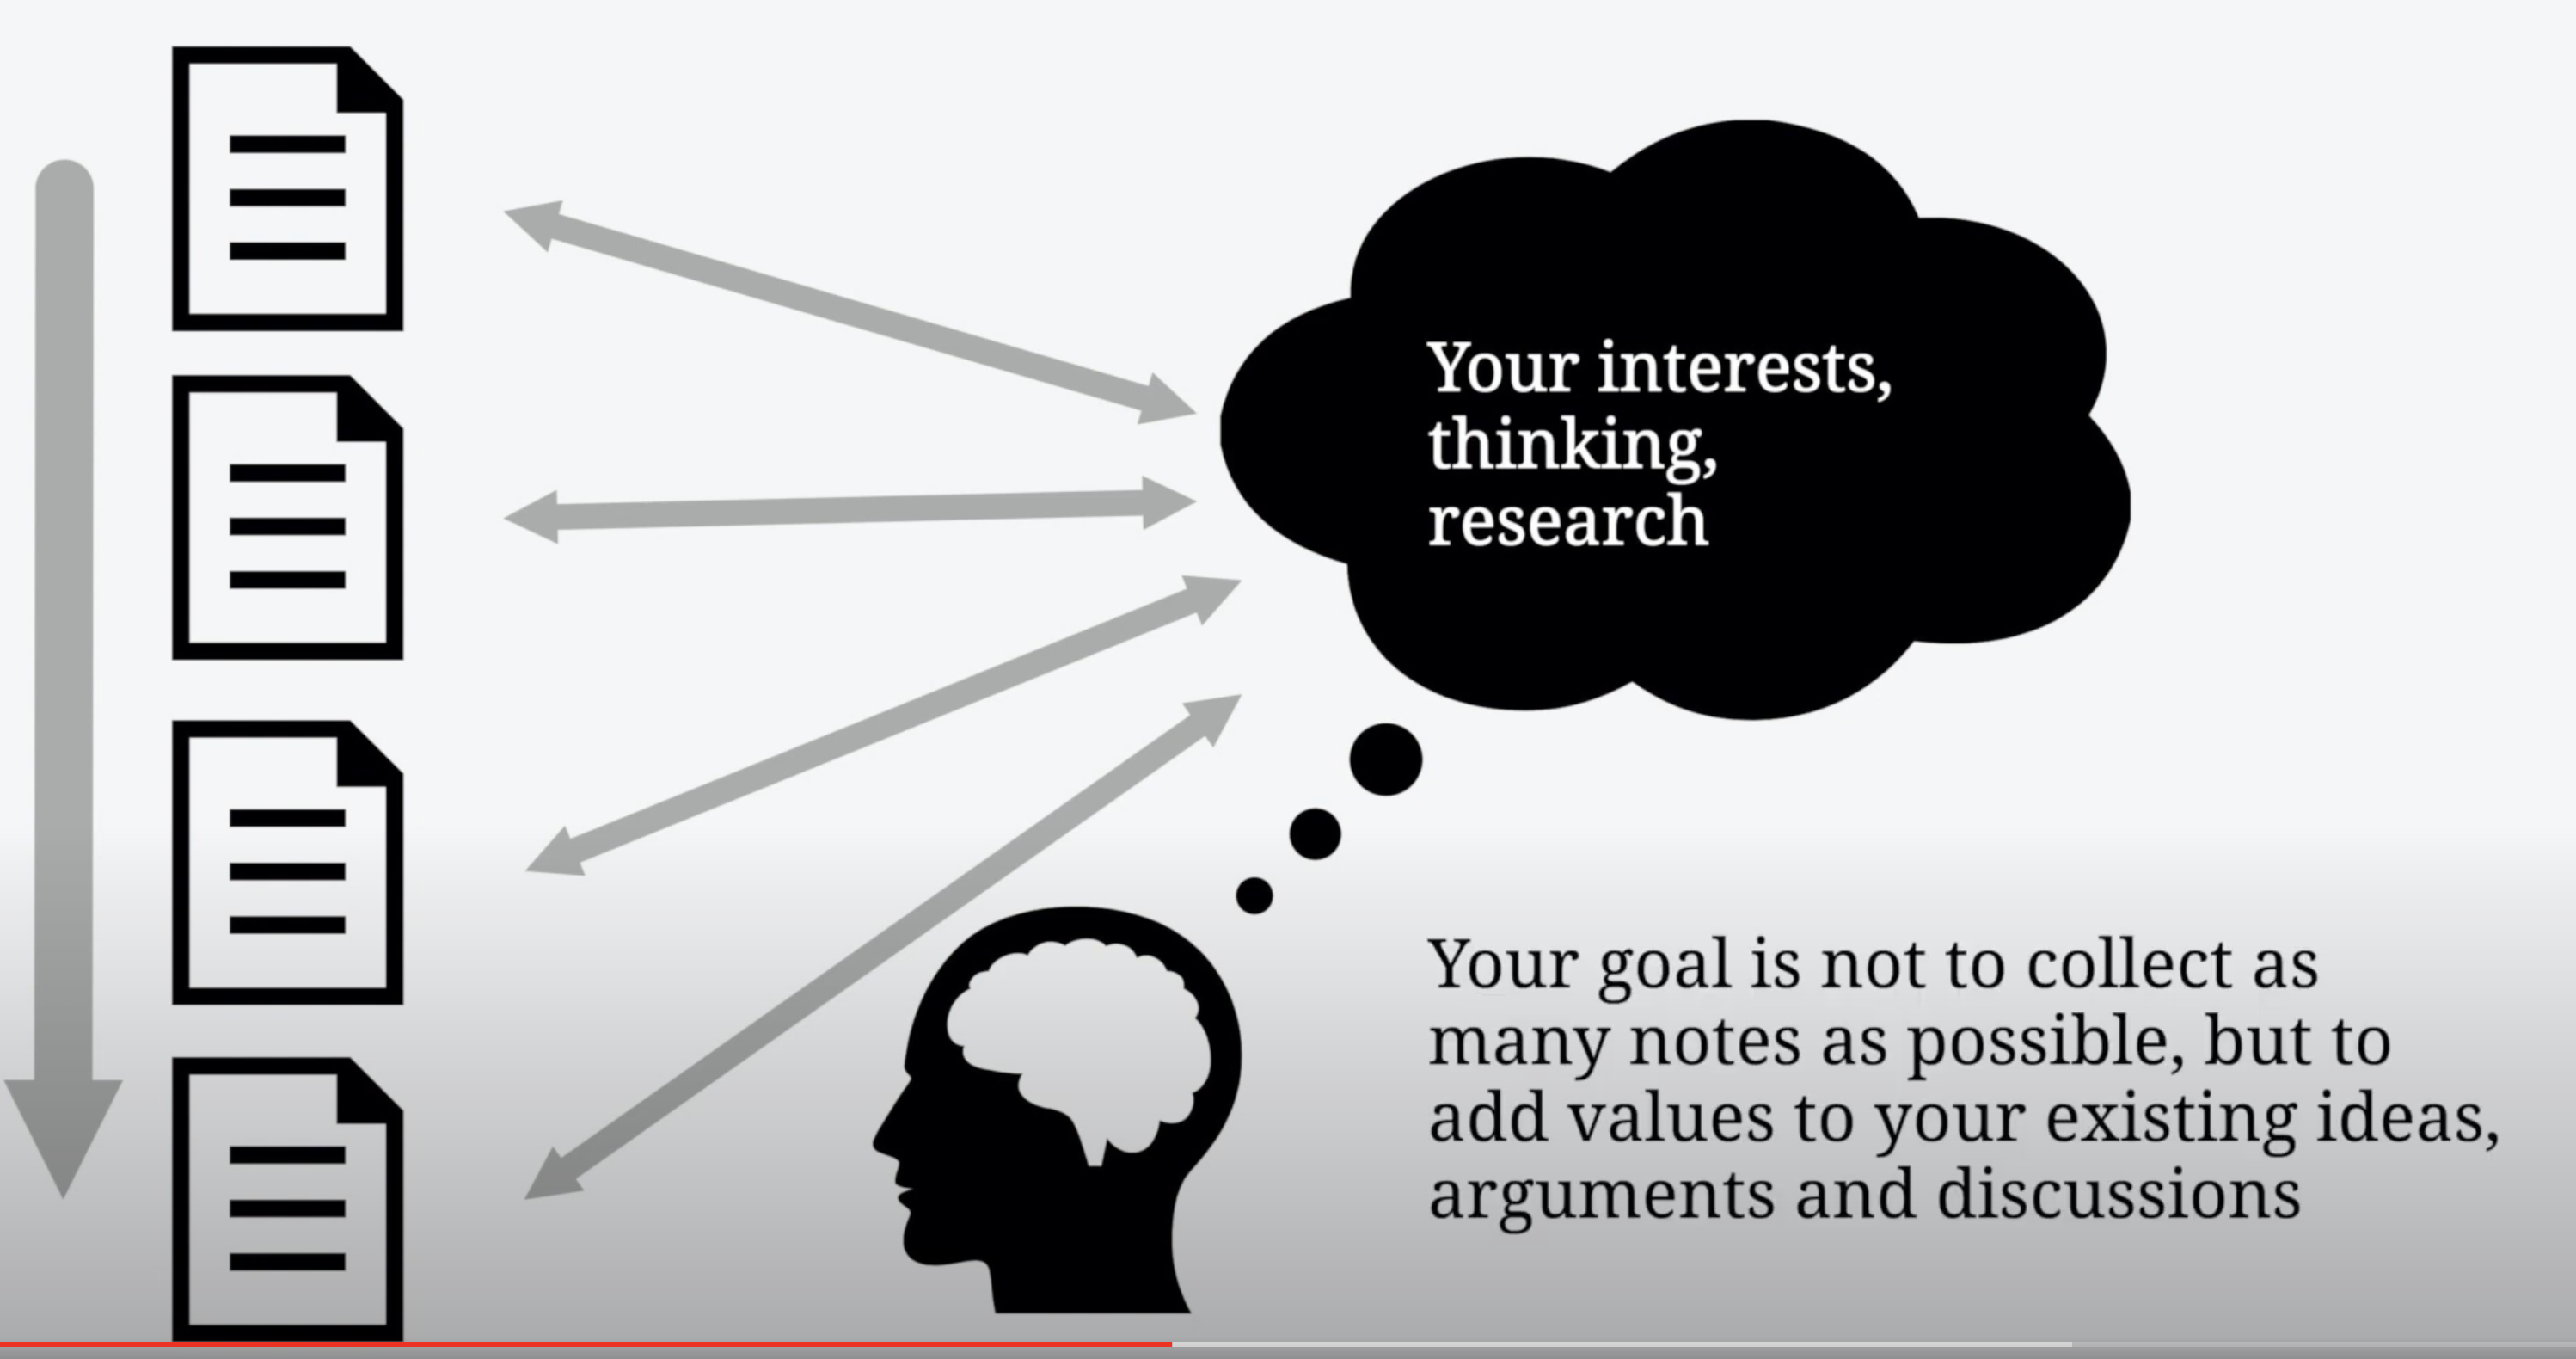 Your interests,
thinking,
research
Your goal is not to collect as
many notes as possible, but to
add values to your existing ideas,
arguments and discussions